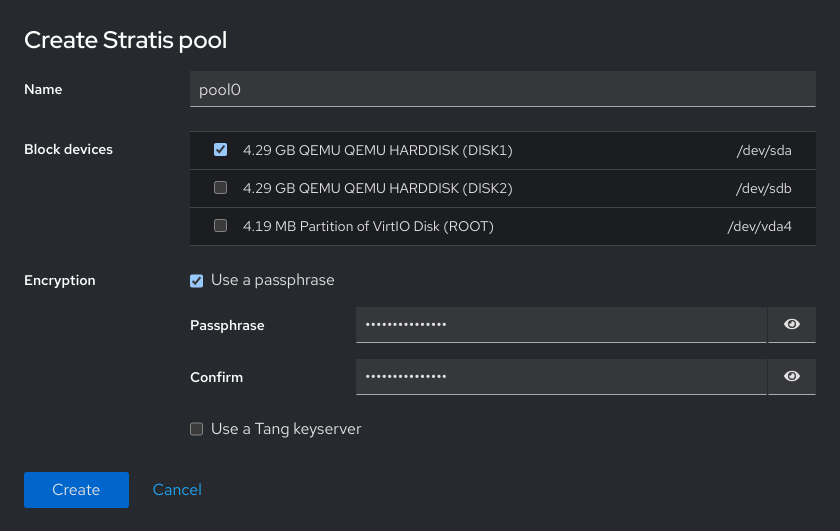 Create Stratis pool
Name
pool0
Block devices
4.29 GB QEMU QEMU HARDDISK (DISK1) /dev/sda
4.29 GB QEMU QEMU HARDDISK (DISK2) /dev/sdb
4.19 MB Partition of VirtIO Disk (ROOT) /dev/vda4
Encryption
Use a passphrase
Passphrase
•••••••••••••••
Confirm
•••••••••••••••
Use a Tang keyserver
Create Cancel